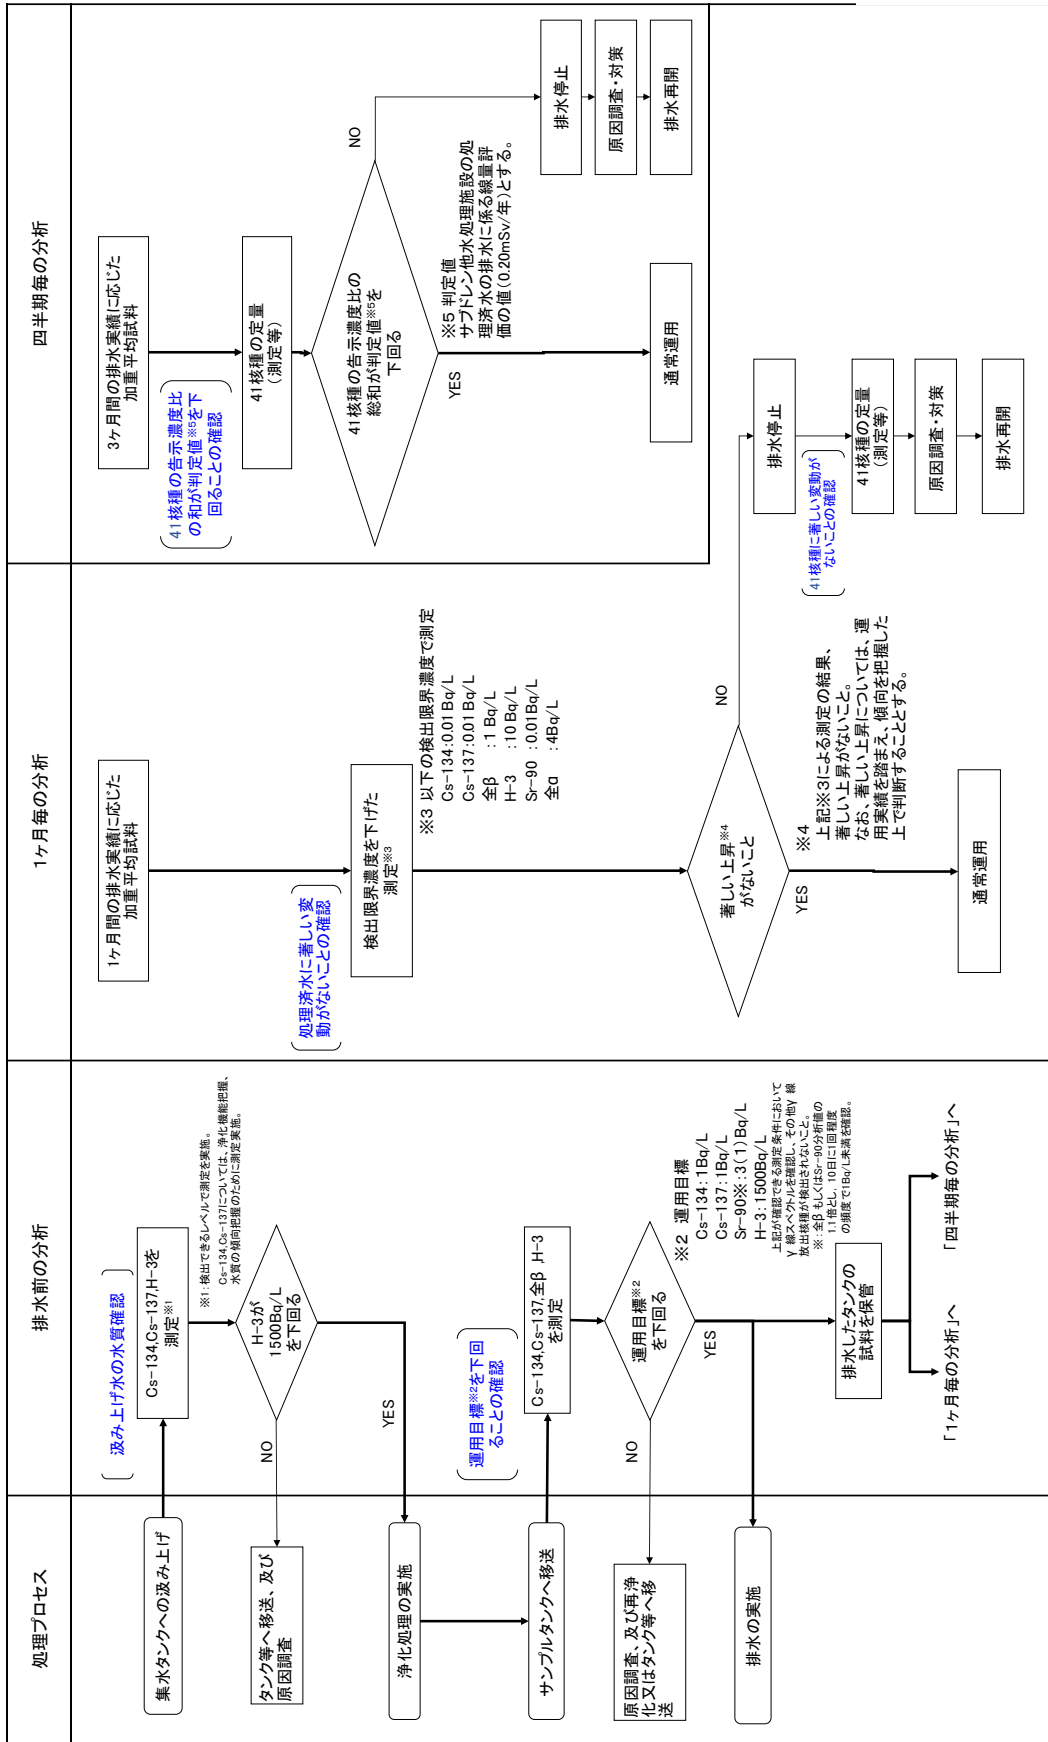 処理プロセス
集水タンクへの汲み上げ
タンク等へ移送、及び
原因調査
浄化処理の実施
サンプルタンクへ移送
原因調査、及び再浄
化又はタンク等へ移
送
排水の実施
排水前の分析
汲み上げ水の水質確認
Cs-134,Cs-137,H-3を
測定※1
※1：検出できるレベルで測定を実施。
Cs-134,Cs-137については、浄化機能把握、
水質の傾向把握のために測定実施。
H-3が
1500Bq/L
を下回る
NO
YES
運用目標※2を下回
ることの確認
Cs-134,Cs-137,全β,H-3
を測定
運用目標※2
を下回る
NO
YES
※2 運用目標
Cs-134：1Bq/L
Cs-137：1Bq/L
Sr-90※：3(1)Bq/L
H-3：1500Bq/L
上記が確認できる測定条件において
γ線スペクトルを確認し、その他γ線
放出核種が検出されないこと。
※：全βもしくはSr-90分析値の
1.1倍とし、10日に1回程度
の頻度で1Bq/L未満を確認。
排水したタンクの
試料を保管
「1ヶ月毎の分析」へ
「四半期毎の分析」へ
1ヶ月毎の分析
1ヶ月間の排水実績に応じた
加重平均試料
処理済水に著しい変
動がないことの確認
検出限界濃度を下げた
測定※3
※3 以下の検出限界濃度で測定
Cs-134:0.01 Bq/L
Cs-137:0.01 Bq/L
全β :1 Bq/L
H-3 :10 Bq/L
Sr-90 :0.01Bq/L
全α :4Bq/L
著しい上昇※4
がないこと
NO
YES
※4
上記※3による測定の結果、
著しい上昇がないこと。
なお、著しい上昇については、運
用実績を踏まえ、傾向を把握した
上で判断することとする。
通常運用
排水停止
41核種に著しい変動が
ないことの確認
41核種の定量
（測定等）
原因調査・対策
排水再開
四半期毎の分析
3ヶ月間の排水実績に応じた
加重平均試料
41核種の告示濃度比
の和が判定値※5を下
回ることの確認
41核種の定量
（測定等）
41核種の告示濃度比の
総和が判定値※5を
下回る
NO
YES
※5 判定値
サブドレン他水処理施設の処
理済水の排水に係る線量評
価の値(0.20mSv/年)とする。
通常運用
排水停止
原因調査・対策
排水再開